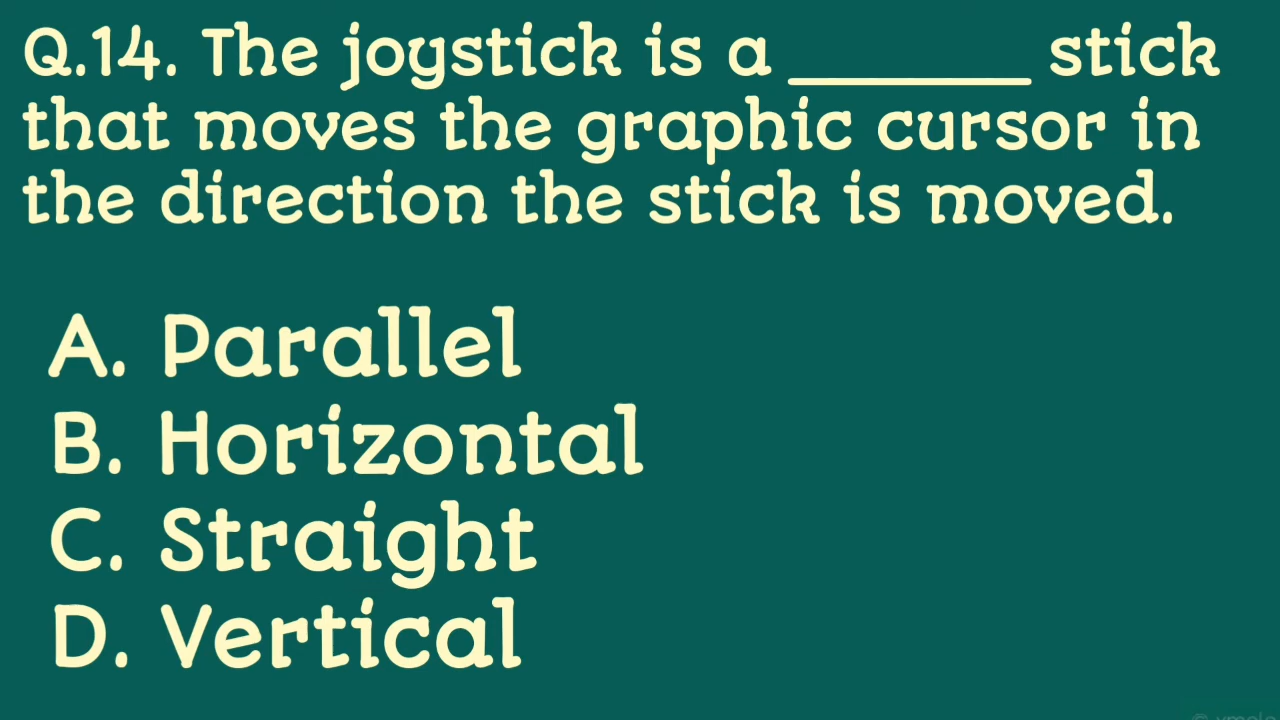 Q.14. The joystick is a _______ stick
that moves the graphic cursor in
the direction the stick is moved.
A. Parallel
B. Horizontal
C. Straight
D. Vertical